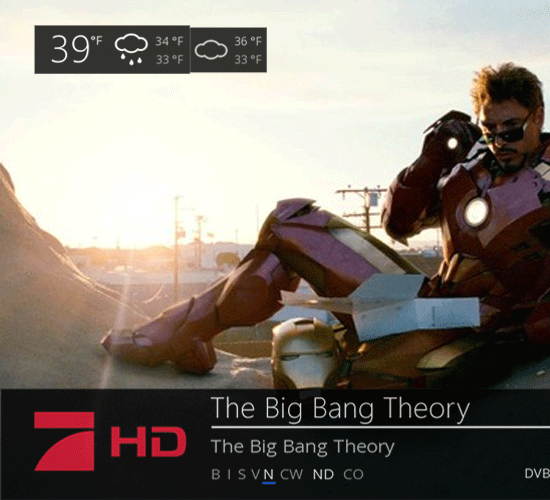 39°F
34 °F
33 °F
36 °F
33 °F
HD
The Big Bang Theory
The Big Bang Theory
B I S V N CW ND CO
DVB